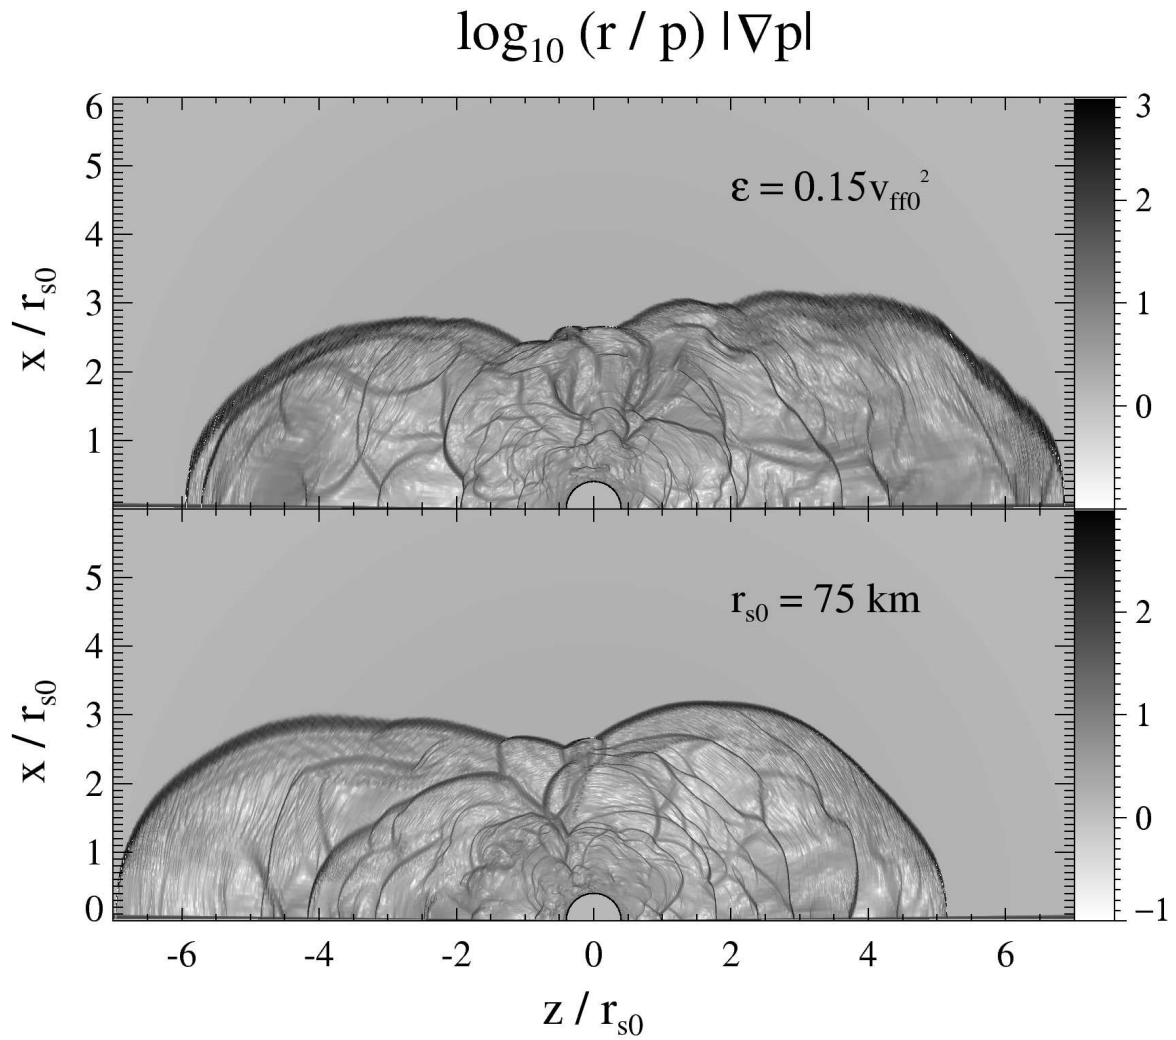 log₁₀ (r / p) |∇p|
6
5
4
3
2
1
x / rₛ₀
ε = 0.15v_ff0²
3
2
1
0
5
4
3
2
1
0
x / rₛ₀
rₛ₀ = 75 km
2
1
0
−1
-6 -4 -2 0 2 4 6
z / rₛ₀